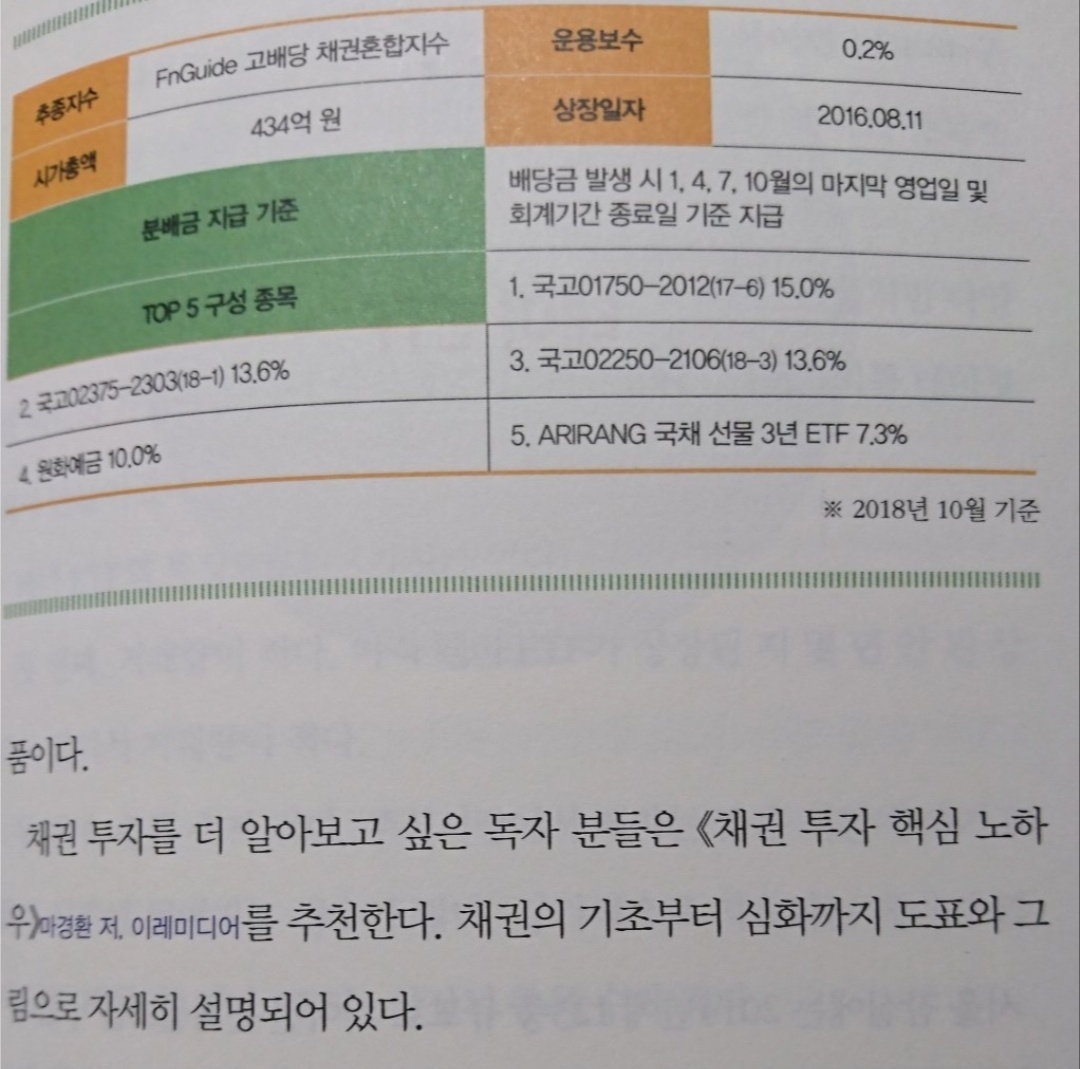 추종지수 FnGuide 고배당 채권혼합지수 운용보수 0.2%
시가총액 434억 원 상장일자 2016.08.11
분배금 지급 기준 배당금 발생 시 1, 4, 7, 10월의 마지막 영업일 및
회계기간 종료일 기준 지급
TOP 5 구성 종목 1. 국고01750-2012(17-6) 15.0%
2. 국고02375-2303(18-1) 13.6% 3. 국고02250-2106(18-3) 13.6%
4. 원화예금 10.0% 5. ARIRANG 국채 선물 3년 ETF 7.3%
※ 2018년 10월 기준
품이다.
채권 투자를 더 알아보고 싶은 독자 분들은 《채권 투자 핵심 노하
우》마경환 저, 이레미디어를 추천한다. 채권의 기초부터 심화까지 도표와 그
림으로 자세히 설명되어 있다.